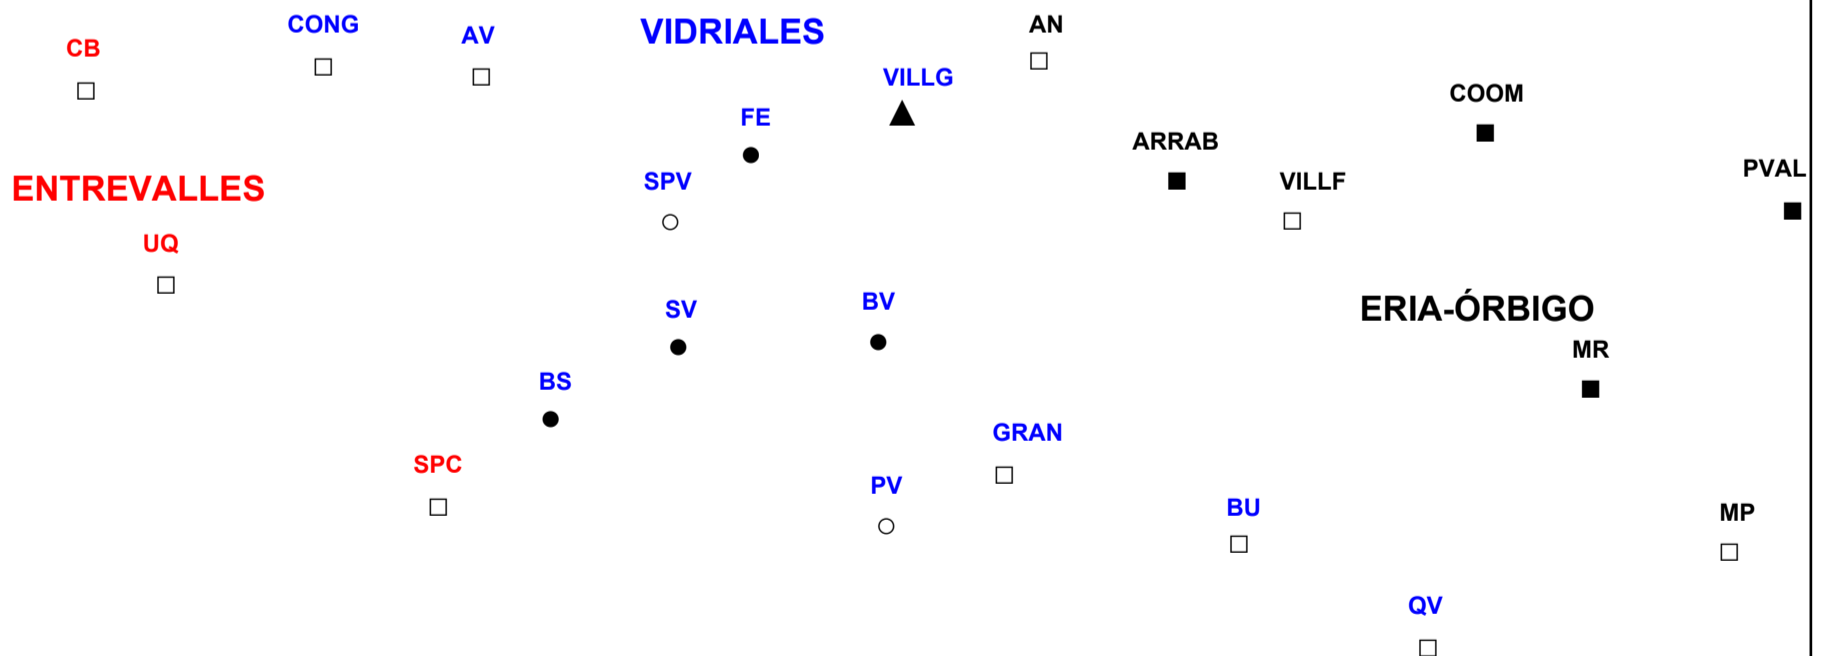 CONG
AN
VIDRIALES
AV
CB
VILLG
COOM
FE
ARRAB
PVAL
SPV
VILLF
ENTREVALLES
UQ
BV
SV
ERIA-ÓRBIGO
MR
BS
GRAN
SPC
PV
BU
MP
QV